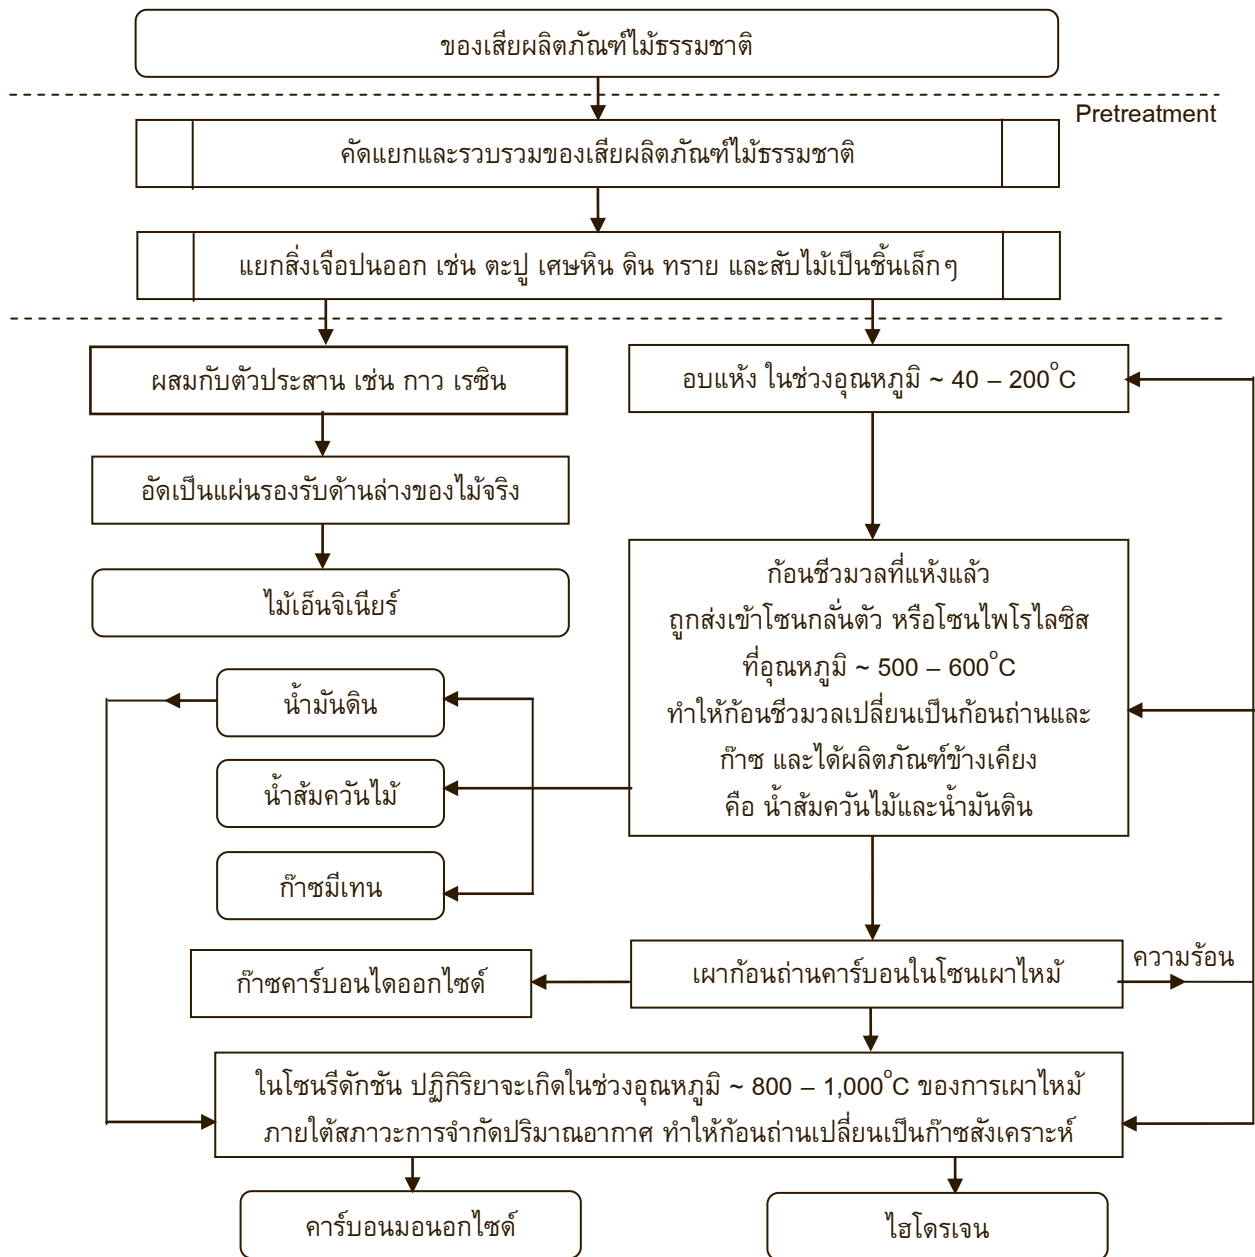 ของเสียผลิตภัณฑ์ไม้ธรรมชาติ
Pretreatment
คัดแยกและรวบรวมของเสียผลิตภัณฑ์ไม้ธรรมชาติ
แยกสิ่งเจือปนออก เช่น ตะปู เศษหิน ดิน ทราย และสับไม้เป็นชิ้นเล็กๆ
ผสมกับตัวประสาน เช่น กาว เรซิน
อบแห้ง ในช่วงอุณหภูมิ ~ 40 – 200°C
อัดเป็นแผ่นรองรับด้านล่างของไม้จริง
ไม้เอ็นจิเนียร์
ก้อนชีวมวลที่แห้งแล้ว
ถูกส่งเข้าโซนกลั่นตัว หรือโซนไพโรไลซิส
ที่อุณหภูมิ ~ 500 – 600°C
ทำให้ก้อนชีวมวลเปลี่ยนเป็นก้อนถ่านและ
ก๊าซ และได้ผลิตภัณฑ์ข้างเคียง
คือ น้ำส้มควันไม้และน้ำมันดิน
น้ำมันดิน
น้ำส้มควันไม้
ก๊าซมีเทน
ก๊าซคาร์บอนไดออกไซด์
เผาก้อนถ่านคาร์บอนในโซนเผาไหม้
ความร้อน
ในโซนรีดักชัน ปฏิกิริยาจะเกิดในช่วงอุณหภูมิ ~ 800 – 1,000°C ของการเผาไหม้
ภายใต้สภาวะการจำกัดปริมาณอากาศ ทำให้ก้อนถ่านเปลี่ยนเป็นก๊าซสังเคราะห์
คาร์บอนมอนอกไซด์
ไฮโดรเจน